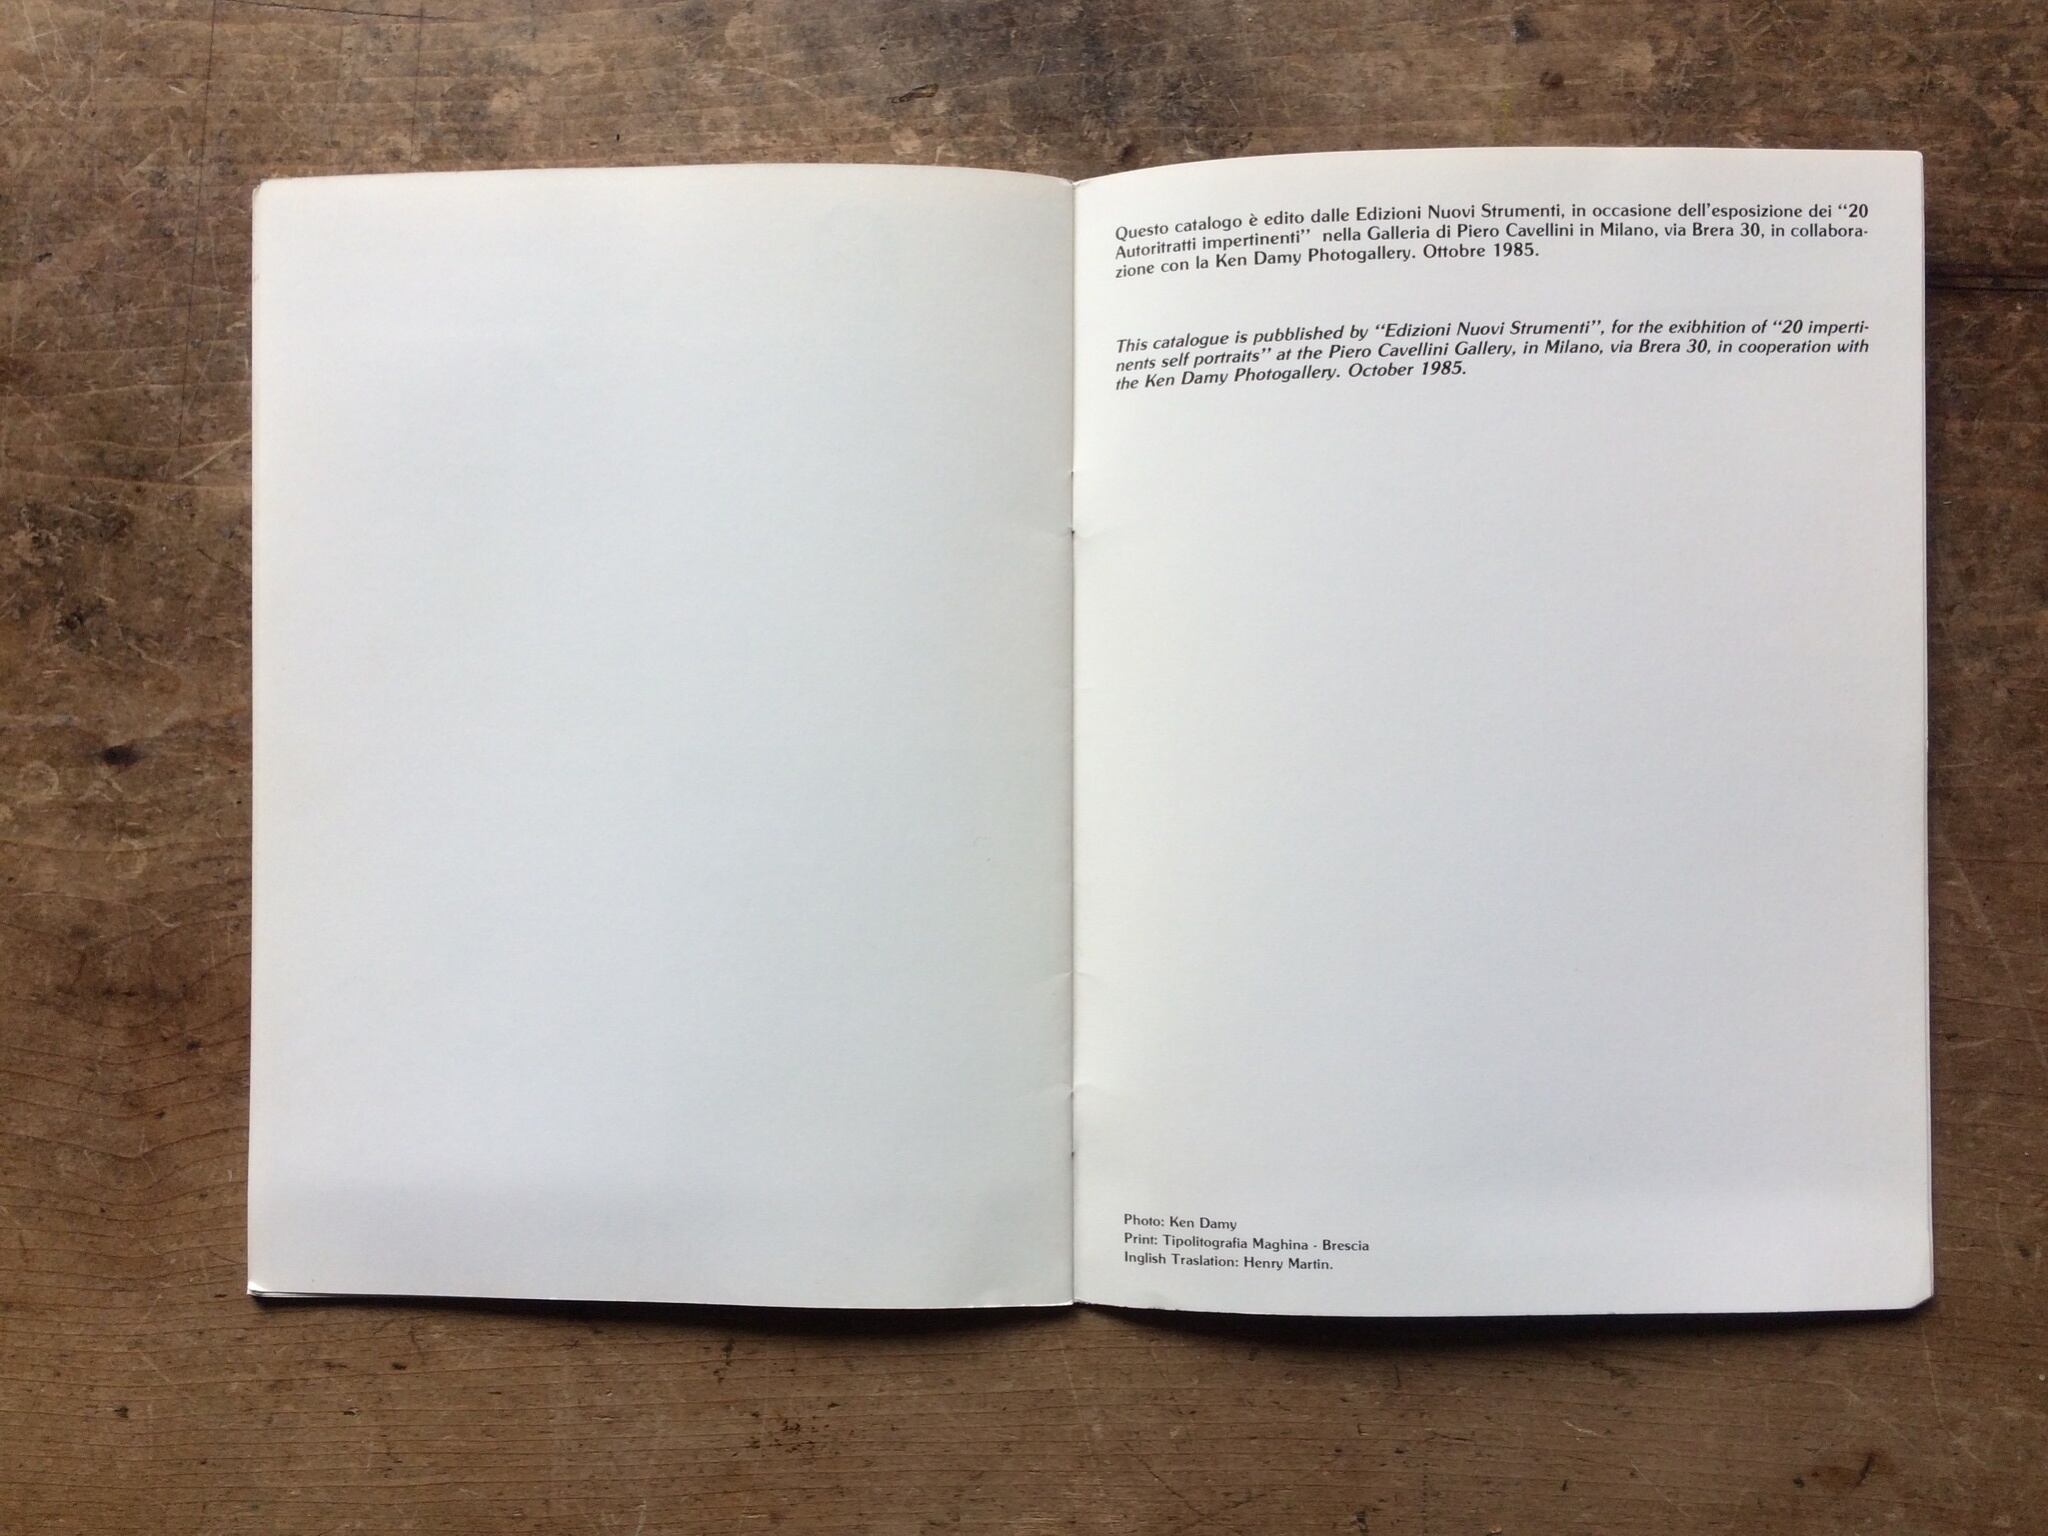 Questo catalogo è edito dalle Edizioni Nuovi Strumenti, in occasione dell'esposizione dei “20
Autoritratti impertinenti” nella Galleria di Piero Cavellini in Milano, via Brera 30, in collabora-
zione con la Ken Damy Photogallery. Ottobre 1985.
This catalogue is pubblished by “Edizioni Nuovi Strumenti”, for the exibhition of “20 imperti-
nents self portraits” at the Piero Cavellini Gallery, in Milano, via Brera 30, in cooperation with
the Ken Damy Photogallery. October 1985.
Photo: Ken Damy
Print: Tipolitografia Maghina - Brescia
Inglish Traslation: Henry Martin.